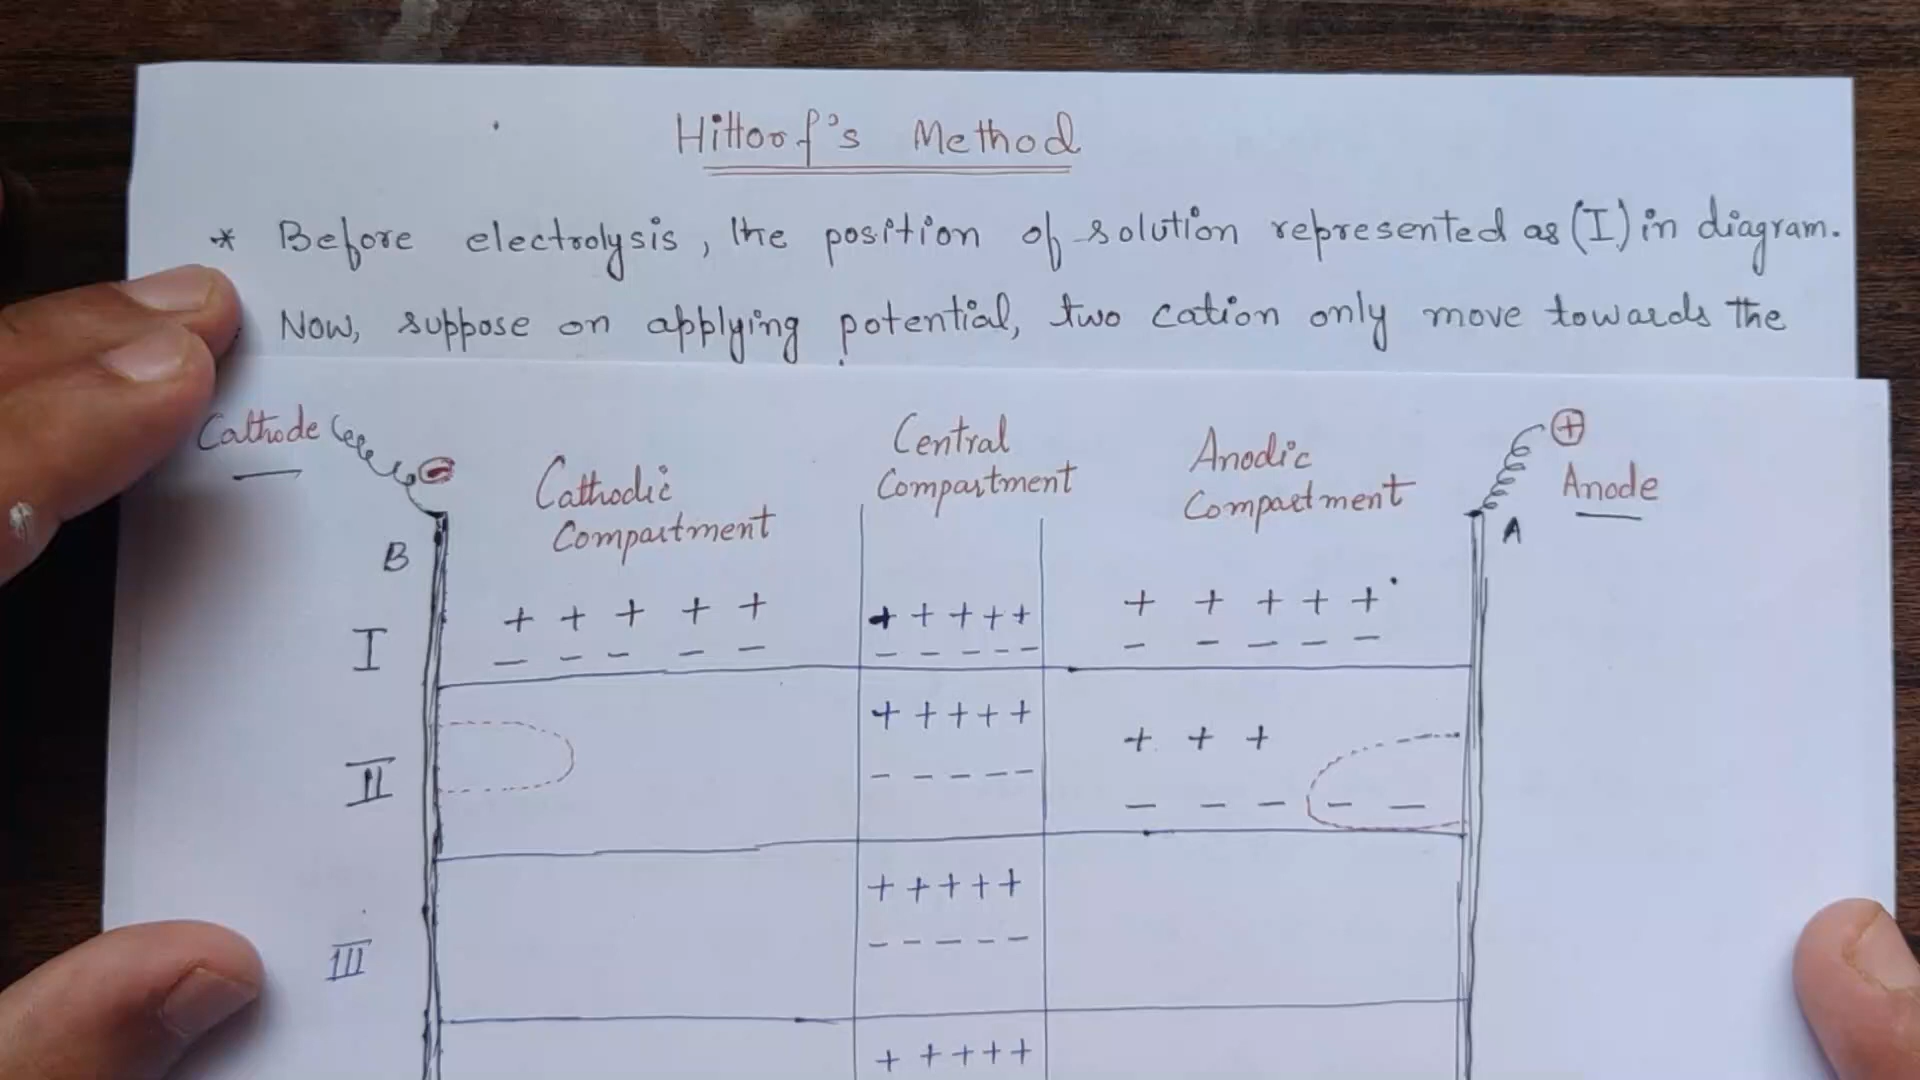 Hittorf's Method
* Before electrolysis, the position of solution represented as (I) in diagram.
Now, suppose on applying potential, two cation only move towards the
Cathode
-
Cathodic
Compartment
Central
Compartment
Anodic
Compartment
+
Anode
B
A
I
+ + + + +
- - - - -
+ + + + +
- - - - -
+ + + + +
- - - - -
II
+ + + + +
- - - - -
+ + +
- - - - -
III
+ + + + +
- - - - -
+ + + + +